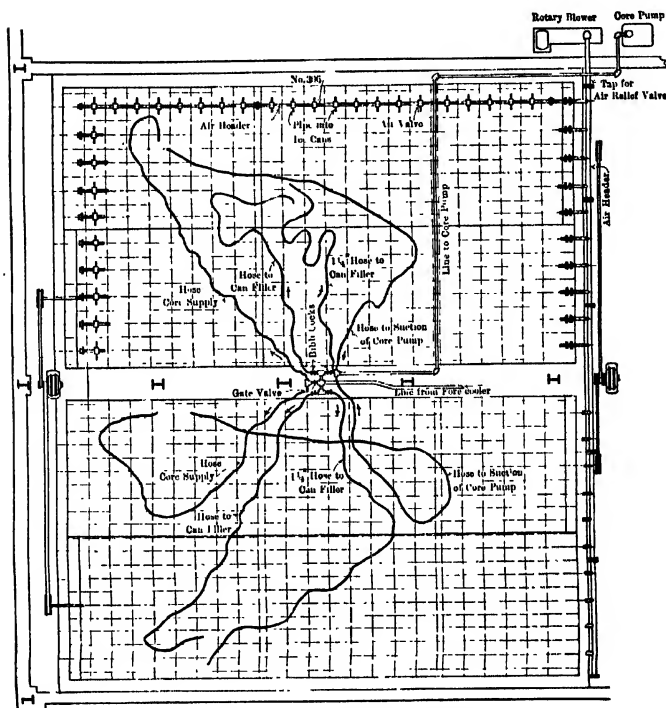 Rotary Blower
Core Pump
No. 316
Tap for
Air Relief Valve
Air Header
Pipe into
Ice Cans
Air Valve
Air Header
Line to Core Pump
Hose to
Can Filler
1¼" Hose to
Can Filler
Hose
Core Supply
Bibb Cocks
Hose to Suction
of Core Pump
Gate Valve
Line from Fore cooler
Hose
Core Supply
1¼" Hose to
Can Filler
Hose to Suction
of Core Pump
Hose to
Can Filler